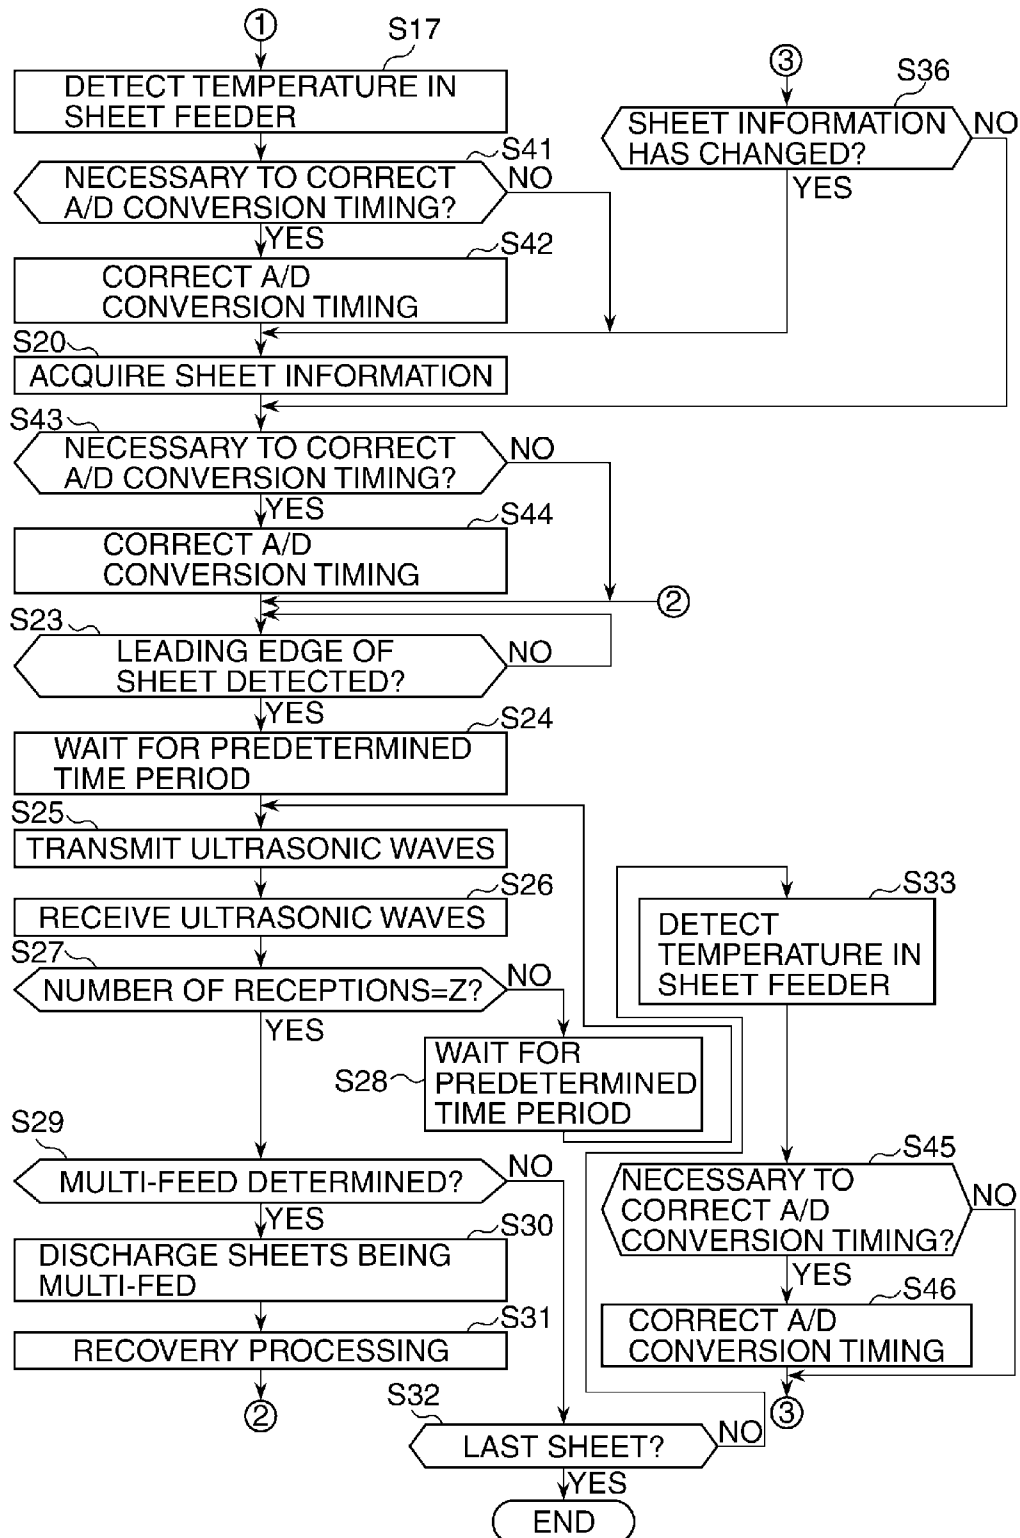 1
S17
DETECT TEMPERATURE IN
SHEET FEEDER
S41
NECESSARY TO CORRECT
A/D CONVERSION TIMING?
NO
YES
S42
CORRECT A/D
CONVERSION TIMING
3
S36
SHEET INFORMATION
HAS CHANGED?
NO
YES
S20
ACQUIRE SHEET INFORMATION
S43
NECESSARY TO CORRECT
A/D CONVERSION TIMING?
NO
YES
S44
CORRECT A/D
CONVERSION TIMING
2
S23
LEADING EDGE OF
SHEET DETECTED?
NO
YES
S24
WAIT FOR PREDETERMINED
TIME PERIOD
S25
TRANSMIT ULTRASONIC WAVES
S26
RECEIVE ULTRASONIC WAVES
S27
NUMBER OF RECEPTIONS=Z?
NO
YES
S28
WAIT FOR
PREDETERMINED
TIME PERIOD
S29
MULTI-FEED DETERMINED?
NO
YES
S30
DISCHARGE SHEETS BEING
MULTI-FED
S31
RECOVERY PROCESSING
2
S32
LAST SHEET?
NO
YES
END
S33
DETECT
TEMPERATURE IN
SHEET FEEDER
S45
NECESSARY TO
CORRECT A/D
CONVERSION TIMING?
NO
YES
S46
CORRECT A/D
CONVERSION TIMING
3